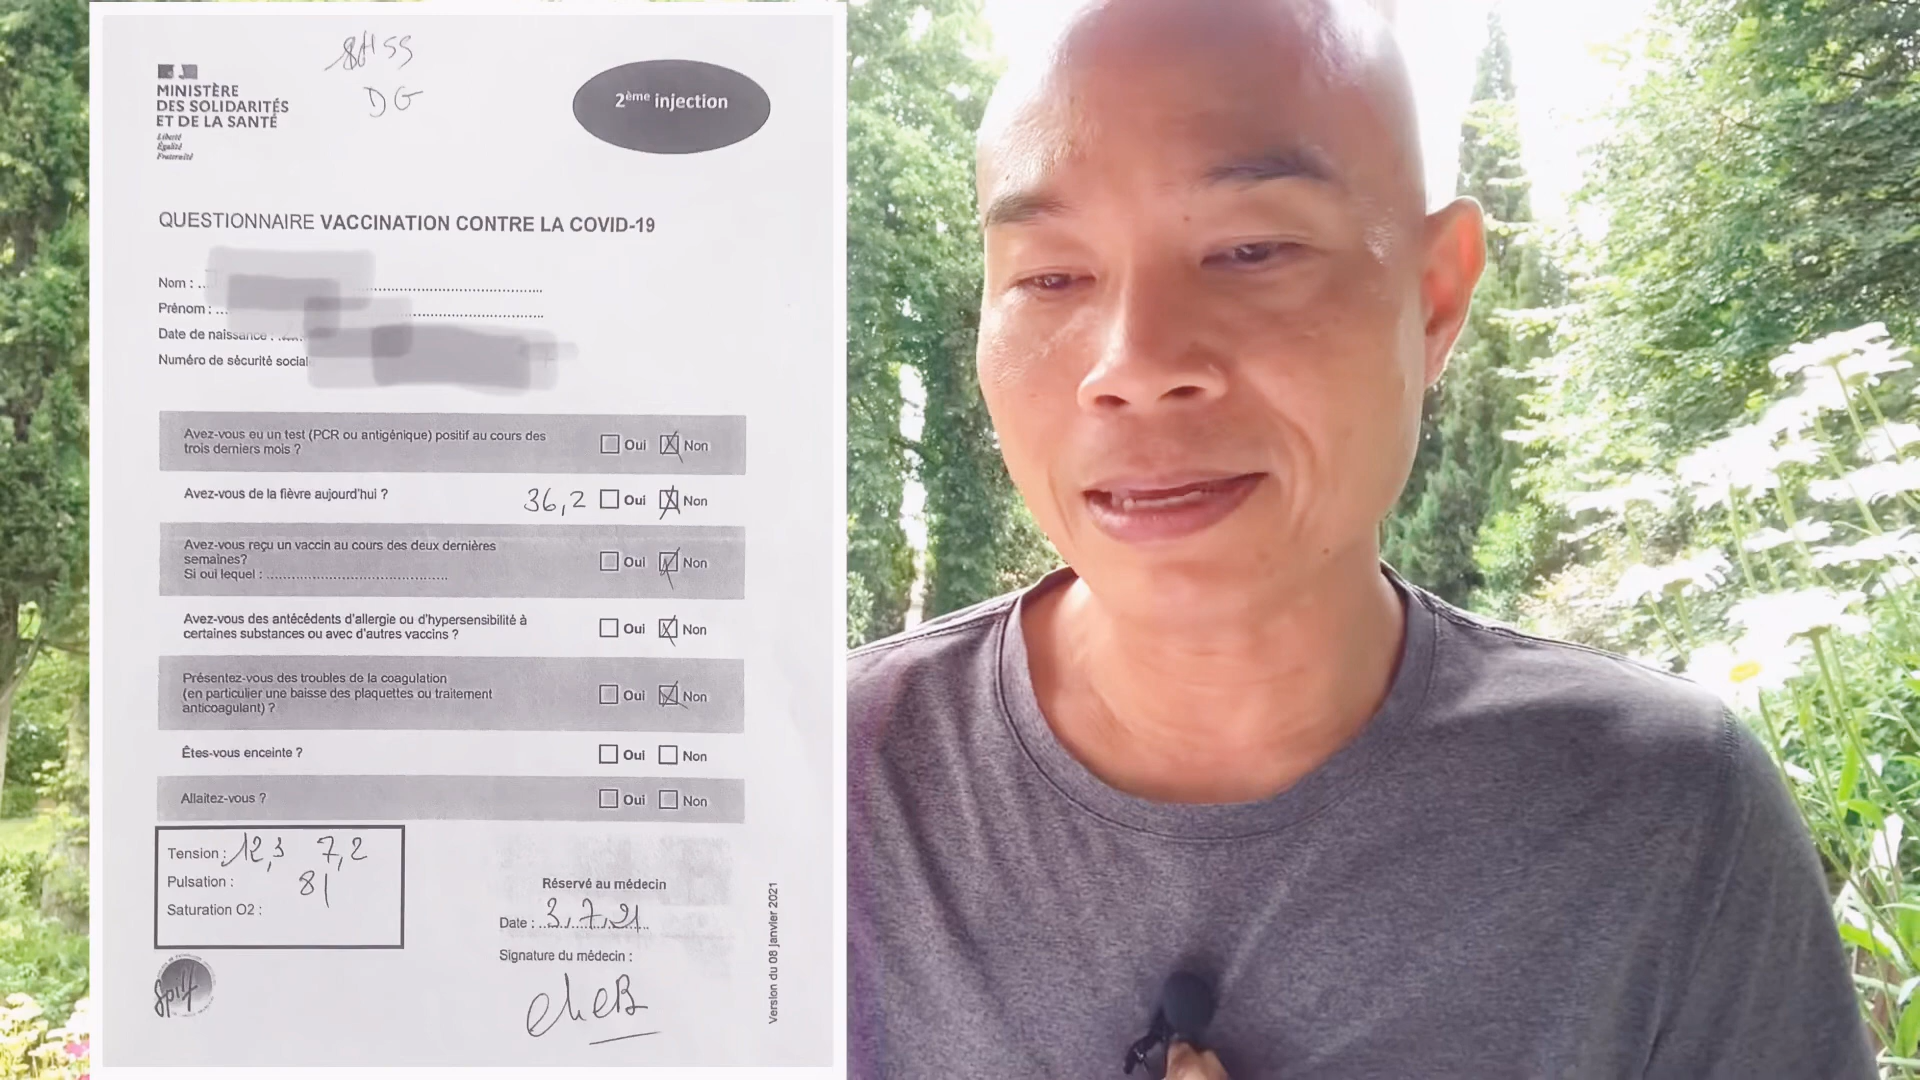 DG
MINISTÈRE
DES SOLIDARITÉS
ET DE LA SANTÉ
Liberté
Égalité
Fraternité
2ème injection
QUESTIONNAIRE VACCINATION CONTRE LA COVID-19
Nom : ..
Prénom : ...
Date de naissance :
Numéro de sécurité social
Avez-vous eu un test (PCR ou antigénique) positif au cours des
trois derniers mois ?
Oui Non
Avez-vous de la fièvre aujourd'hui ? 36,2 Oui Non
Avez-vous reçu un vaccin au cours des deux dernières
semaines?
Si oui lequel :
Oui Non
Avez-vous des antécédents d'allergie ou d'hypersensibilité à
certaines substances ou avec d'autres vaccins ?
Oui Non
Présentez-vous des troubles de la coagulation
(en particulier une baisse des plaquettes ou traitement
anticoagulant) ?
Oui Non
Êtes-vous enceinte ? Oui Non
Allaitez-vous ? Oui Non
Tension : 12,3 7,2
Pulsation : 81
Saturation O2 :
Réservé au médecin
Date : 3.7.21
Signature du médecin :
Version du 08 janvier 2021
spilf